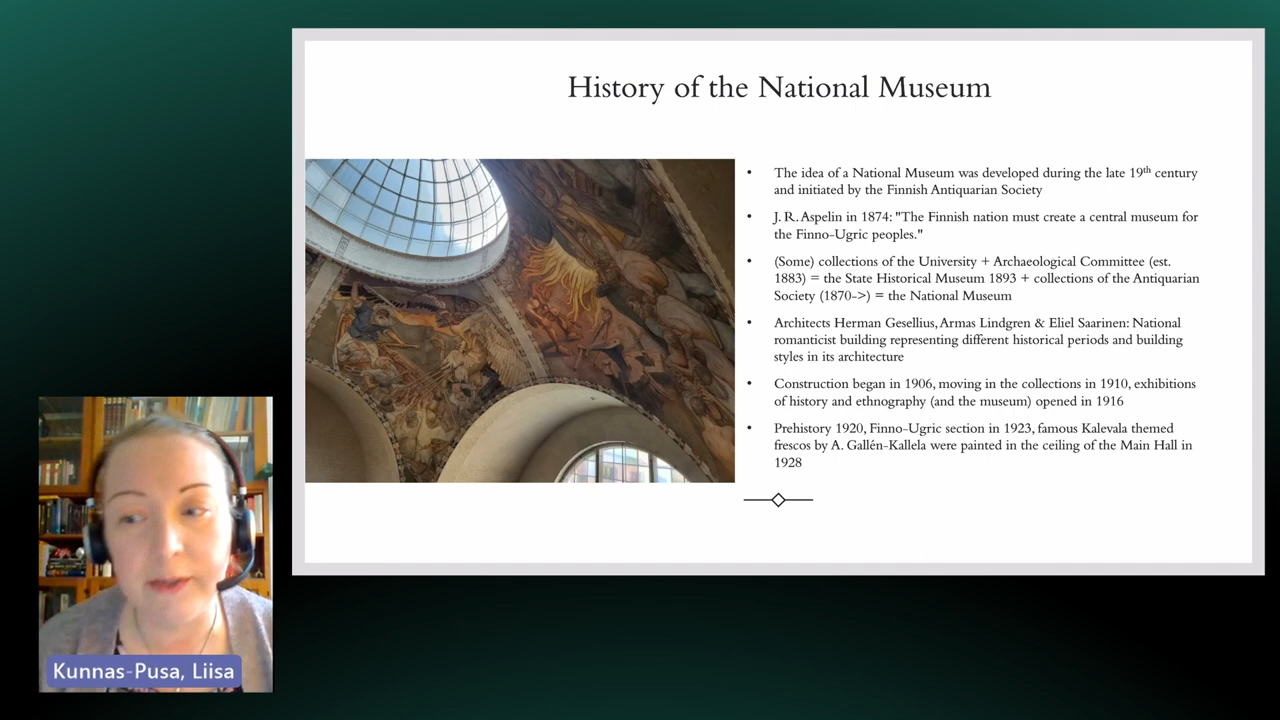 History of the National Museum
• The idea of a National Museum was developed during the late 19th century
and initiated by the Finnish Antiquarian Society
• J. R. Aspelin in 1874: "The Finnish nation must create a central museum for
the Finno-Ugric peoples."
• (Some) collections of the University + Archaeological Committee (est.
1883) = the State Historical Museum 1893 + collections of the Antiquarian
Society (1870->) = the National Museum
• Architects Herman Gesellius, Armas Lindgren & Eliel Saarinen: National
romanticist building representing different historical periods and building
styles in its architecture
• Construction began in 1906, moving in the collections in 1910, exhibitions
of history and ethnography (and the museum) opened in 1916
• Prehistory 1920, Finno-Ugric section in 1923, famous Kalevala themed
frescos by A. Gallén-Kallela were painted in the ceiling of the Main Hall in
1928
Kunnas-Pusa, Liisa